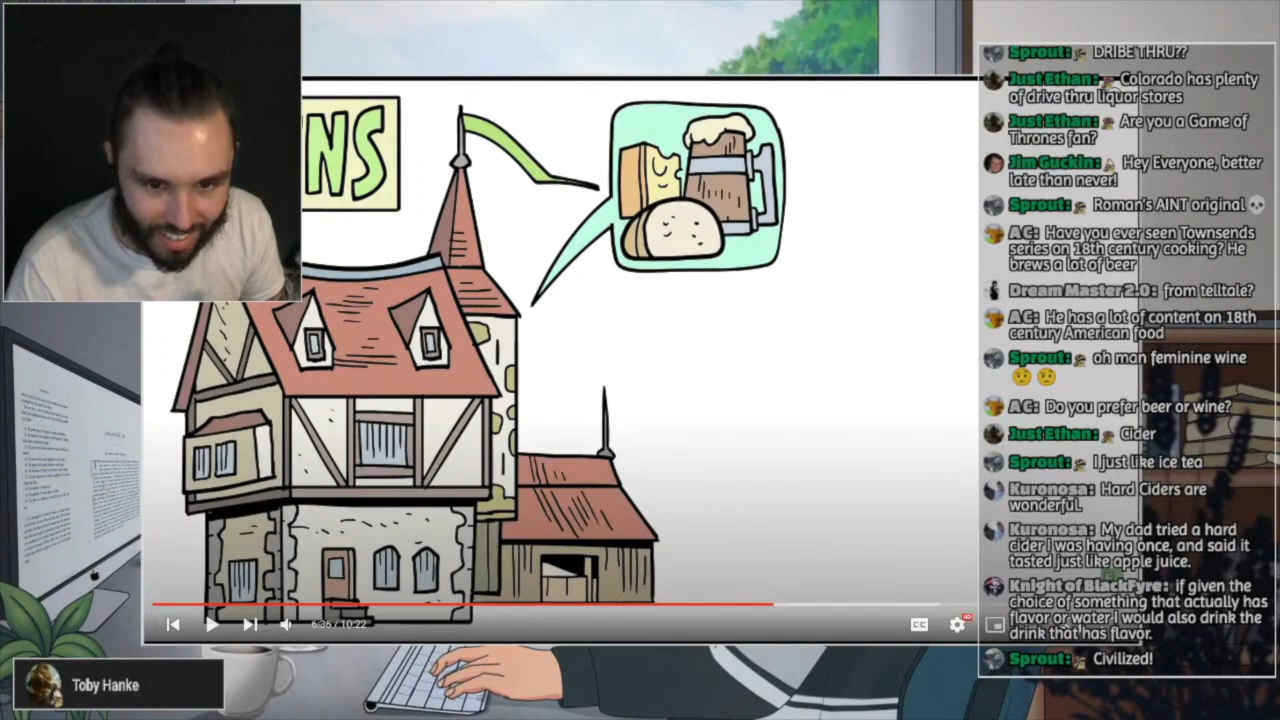 NS
Sprout: DRIBE THRU??
Just Ethan: Colorado has plenty
of drive thru liquor stores
Just Ethan: Are you a Game of
Thrones fan?
Jim Guckin: Hey Everyone, better
late than never!
Sprout: Roman's AINT original 💀
AC: Have you ever seen Townsends
series on 18th century cooking? He
brews a lot of beer
Dream Master 2.0: from telltale?
AC: He has a lot of content on 18th
century American food
Sprout: oh man feminine wine
🤨 🤨
AC: Do you prefer beer or wine?
Just Ethan: Cider
Sprout: I just like ice tea
Kuronosa: Hard Ciders are
wonderful.
Kuronosa: My dad tried a hard
cider I was having once, and said it
tasted just like apple juice.
Knight of BlackFyre: if given the
choice of something that actually has
flavor or water I would also drink the
drink that has flavor.
Sprout: Civilized!
6:36 / 10:22
CC
HD
Toby Hanke